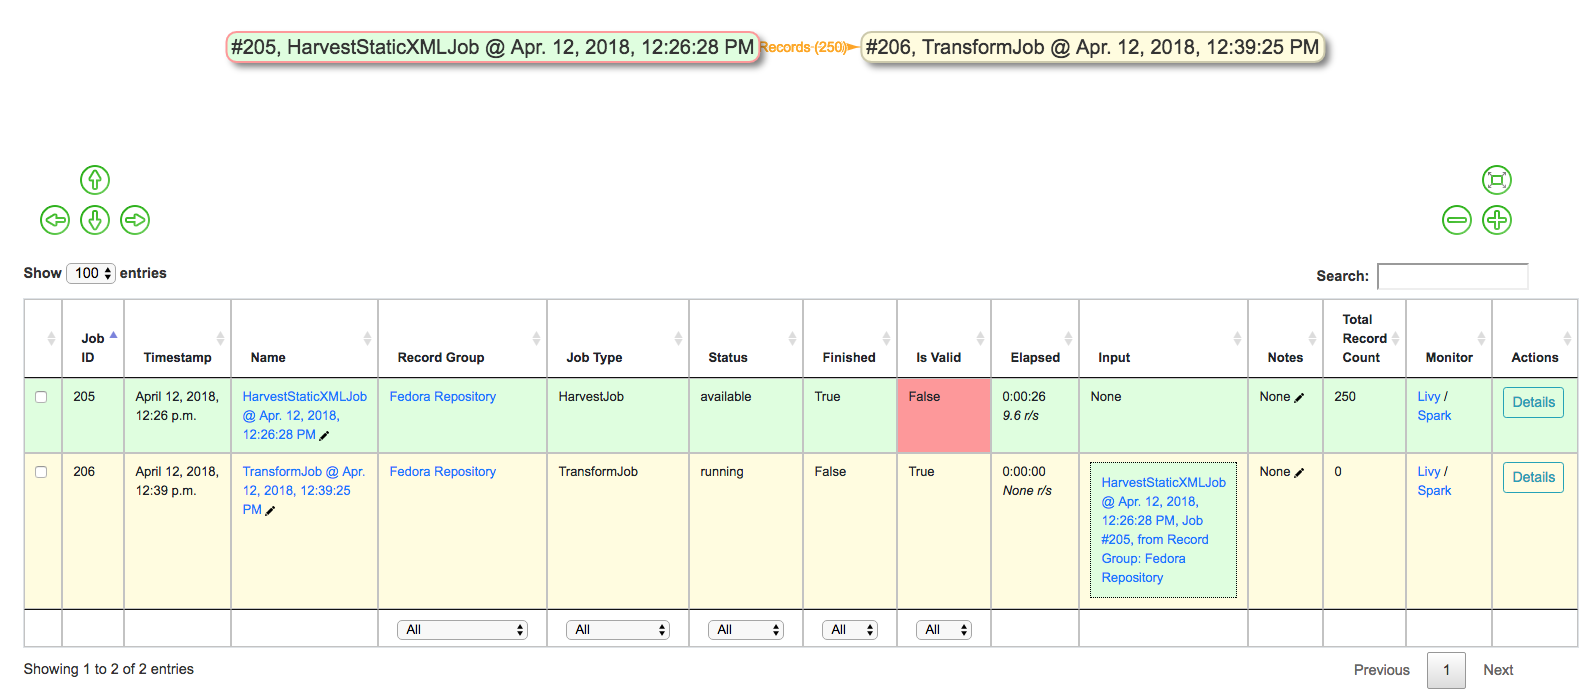 #205, HarvestStaticXMLJob @ Apr. 12, 2018, 12:26:28 PM Records (250) #206, TransformJob @ Apr. 12, 2018, 12:39:25 PM
Show 100 entries
Search:
Job ID Timestamp Name Record Group Job Type Status Finished Is Valid Elapsed Input Notes Total Record Count Monitor Actions
205 April 12, 2018, HarvestStaticXMLJob Fedora Repository HarvestJob available True False 0:00:26 None None 250 Livy / Details
12:26 p.m. @ Apr. 12, 2018, 9.6 r/s Spark
12:26:28 PM
206 April 12, 2018, TransformJob @ Apr. Fedora Repository TransformJob running False True 0:00:00 HarvestStaticXMLJob None 0 Livy / Details
12:39 p.m. 12, 2018, 12:39:25 None r/s @ Apr. 12, 2018, Spark
PM 12:26:28 PM, Job
#205, from Record
Group: Fedora
Repository
All All All All All
Showing 1 to 2 of 2 entries
Previous 1 Next